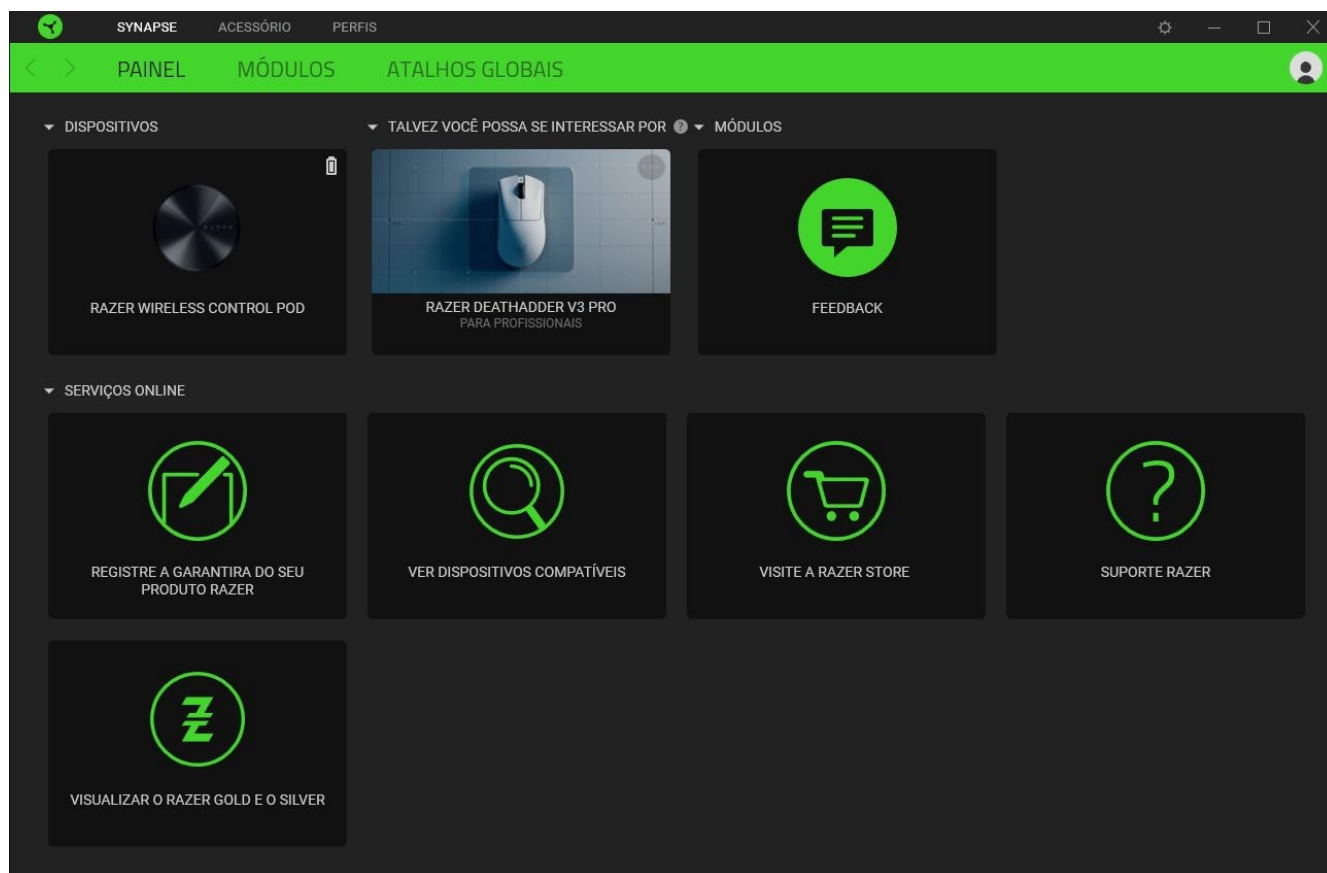 SYNAPSE ACESSÓRIO PERFIS
PAINEL MÓDULOS ATALHOS GLOBAIS
DISPOSITIVOS
TALVEZ VOCÊ POSSA SE INTERESSAR POR ?
MÓDULOS
RAZER
RAZER WIRELESS CONTROL POD
RAZER DEATHADDER V3 PRO
PARA PROFISSIONAIS
FEEDBACK
SERVIÇOS ONLINE
REGISTRE A GARANTIRA DO SEU
PRODUTO RAZER
VER DISPOSITIVOS COMPATÍVEIS
VISITE A RAZER STORE
?
SUPORTE RAZER
VISUALIZAR O RAZER GOLD E O SILVER